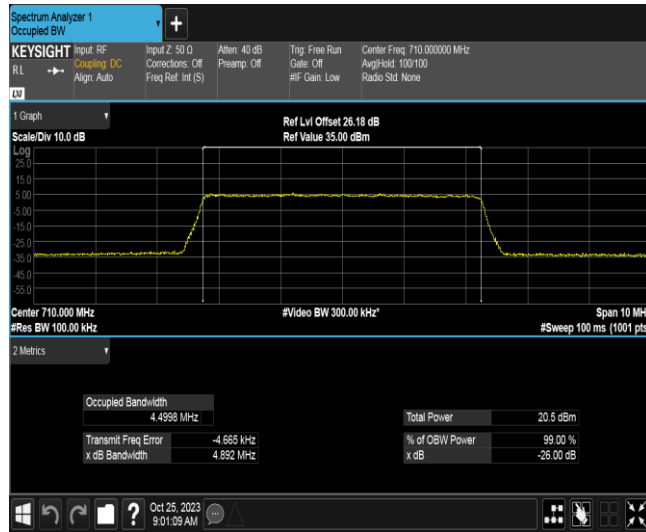 Spectrum Analyzer 1
Occupied BW
+
KEYSIGHT
R L
LXI
Input: RF
Coupling: DC
Align: Auto
Input Z: 50 Ω
Corrections: Off
Freq Ref: Int (S)
Atten: 40 dB
Preamp: Off
Trig: Free Run
Gate: Off
#IF Gain: Low
Center Freq: 710.000000 MHz
Avg|Hold: 100/100
Radio Std: None
1 Graph
Scale/Div 10.0 dB
Ref Lvl Offset 26.18 dB
Ref Value 35.00 dBm
Log
25.0
15.0
5.00
-5.00
-15.0
-25.0
-35.0
-45.0
-55.0
Center 710.000 MHz
#Video BW 300.00 kHz*
Span 10 MH
#Res BW 100.00 kHz
#Sweep 100 ms (1001 pts
2 Metrics
Occupied Bandwidth
4.4998 MHz
Transmit Freq Error -4.665 kHz
x dB Bandwidth 4.892 MHz
Total Power 20.5 dBm
% of OBW Power 99.00 %
x dB -26.00 dB
?
Oct 25, 2023
9:01:09 AM